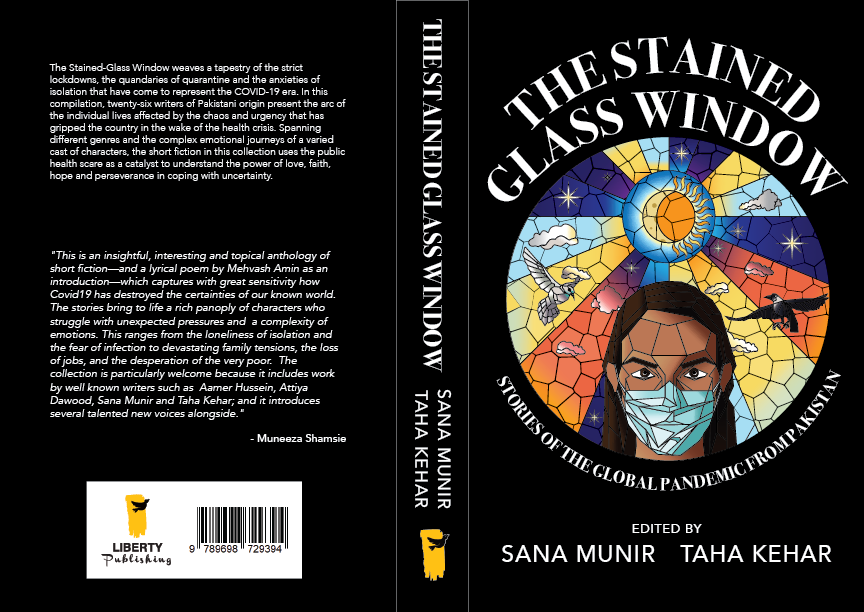 The Stained-Glass Window weaves a tapestry of the strict
lockdowns, the quandaries of quarantine and the anxieties of
isolation that have come to represent the COVID-19 era. In this
compilation, twenty-six writers of Pakistani origin present the arc of
the individual lives affected by the chaos and urgency that has
gripped the country in the wake of the health crisis. Spanning
different genres and the complex emotional journeys of a varied
cast of characters, the short fiction in this collection uses the public
health scare as a catalyst to understand the power of love, faith,
hope and perseverance in coping with uncertainty.
"This is an insightful, interesting and topical anthology of
short fiction—and a lyrical poem by Mehvash Amin as an
introduction—which captures with great sensitivity how
Covid19 has destroyed the certainties of our known world.
The stories bring to life a rich panoply of characters who
struggle with unexpected pressures and  a complexity of
emotions. This ranges from the loneliness of isolation and
the fear of infection to devastating family tensions, the loss
of jobs, and the desperation of the very poor.  The
collection is particularly welcome because it includes work
by well known writers such as  Aamer Hussein, Attiya
Dawood, Sana Munir and Taha Kehar; and it introduces
several talented new voices alongside."
- Muneeza Shamsie
LIBERTY
Publishing
9 789698 729394
THE STAINED GLASS WINDOW
SANA MUNIR
TAHA KEHAR
THE STAINED
GLASS WINDOW
STORIES OF THE GLOBAL PANDEMIC FROM PAKISTAN
EDITED BY
SANA MUNIR TAHA KEHAR